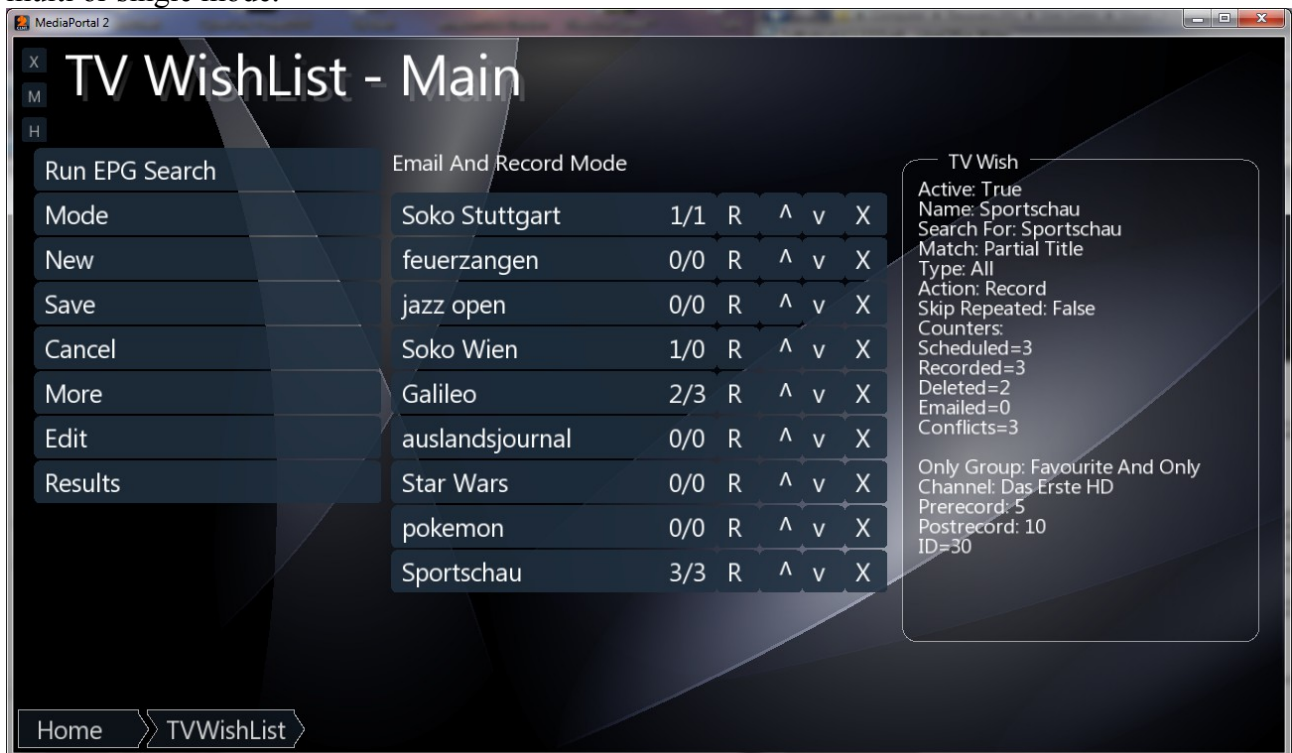 multi or single mode.
MediaPortal 2
X
M
H
TV WishList - Main
Run EPG Search
Mode
New
Save
Cancel
More
Edit
Results
Email And Record Mode
Soko Stuttgart 1/1 R ^ v X
feuerzangen 0/0 R ^ v X
jazz open 0/0 R ^ v X
Soko Wien 1/0 R ^ v X
Galileo 2/3 R ^ v X
auslandsjournal 0/0 R ^ v X
Star Wars 0/0 R ^ v X
pokemon 0/0 R ^ v X
Sportschau 3/3 R ^ v X
TV Wish
Active: True
Name: Sportschau
Search For: Sportschau
Match: Partial Title
Type: All
Action: Record
Skip Repeated: False
Counters:
Scheduled=3
Recorded=3
Deleted=2
Emailed=0
Conflicts=3
Only Group: Favourite And Only
Channel: Das Erste HD
Prerecord: 5
Postrecord: 10
ID=30
Home
TVWishList